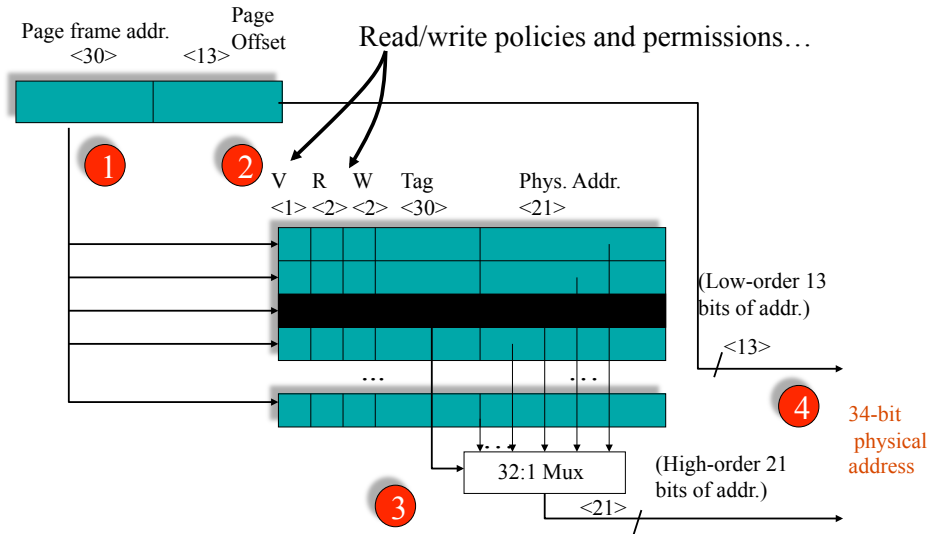 Page frame addr.
<30>
Page
Offset
<13>
Read/write policies and permissions…
1
2
V
R
W
Tag
Phys. Addr.
<1>
<2>
<2>
<30>
<21>
(Low-order 13
bits of addr.)
<13>
…
…
4
34-bit
physical
address
…
32:1 Mux
3
(High-order 21
bits of addr.)
<21>